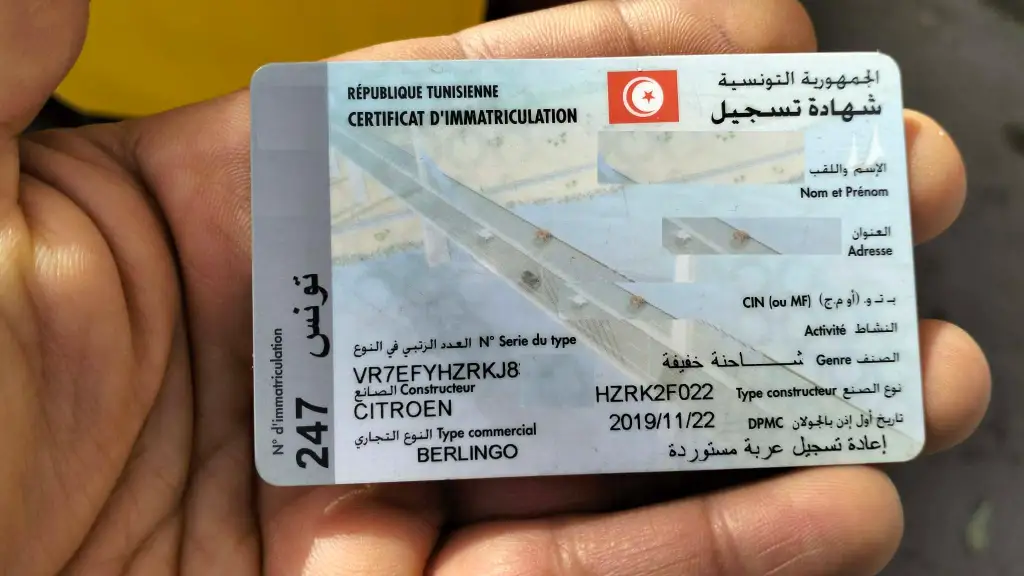 RÉPUBLIQUE TUNISIENNE
الجمهورية التونسية
CERTIFICAT D'IMMATRICULATION
شهادة تسجيل
الإسم واللقب
Nom et Prénom
العنوان
Adresse
ب.ت.و. (أو م.ج) CIN (ou MF)
النشاط Activité
العدد الرتبي في النوع N° Serie du type
VR7EFYHZRKJ8
الصنف Genre شاحنة خفيفة
الصانع Constructeur
CITROEN
نوع الصنع Type constructeur HZRK2F022
تاريخ أول إذن بالجولان DPMC 2019/11/22
النوع التجاري Type commercial
BERLINGO
إعادة تسجيل عربة مستوردة
N° d'immatriculation
247 تونس